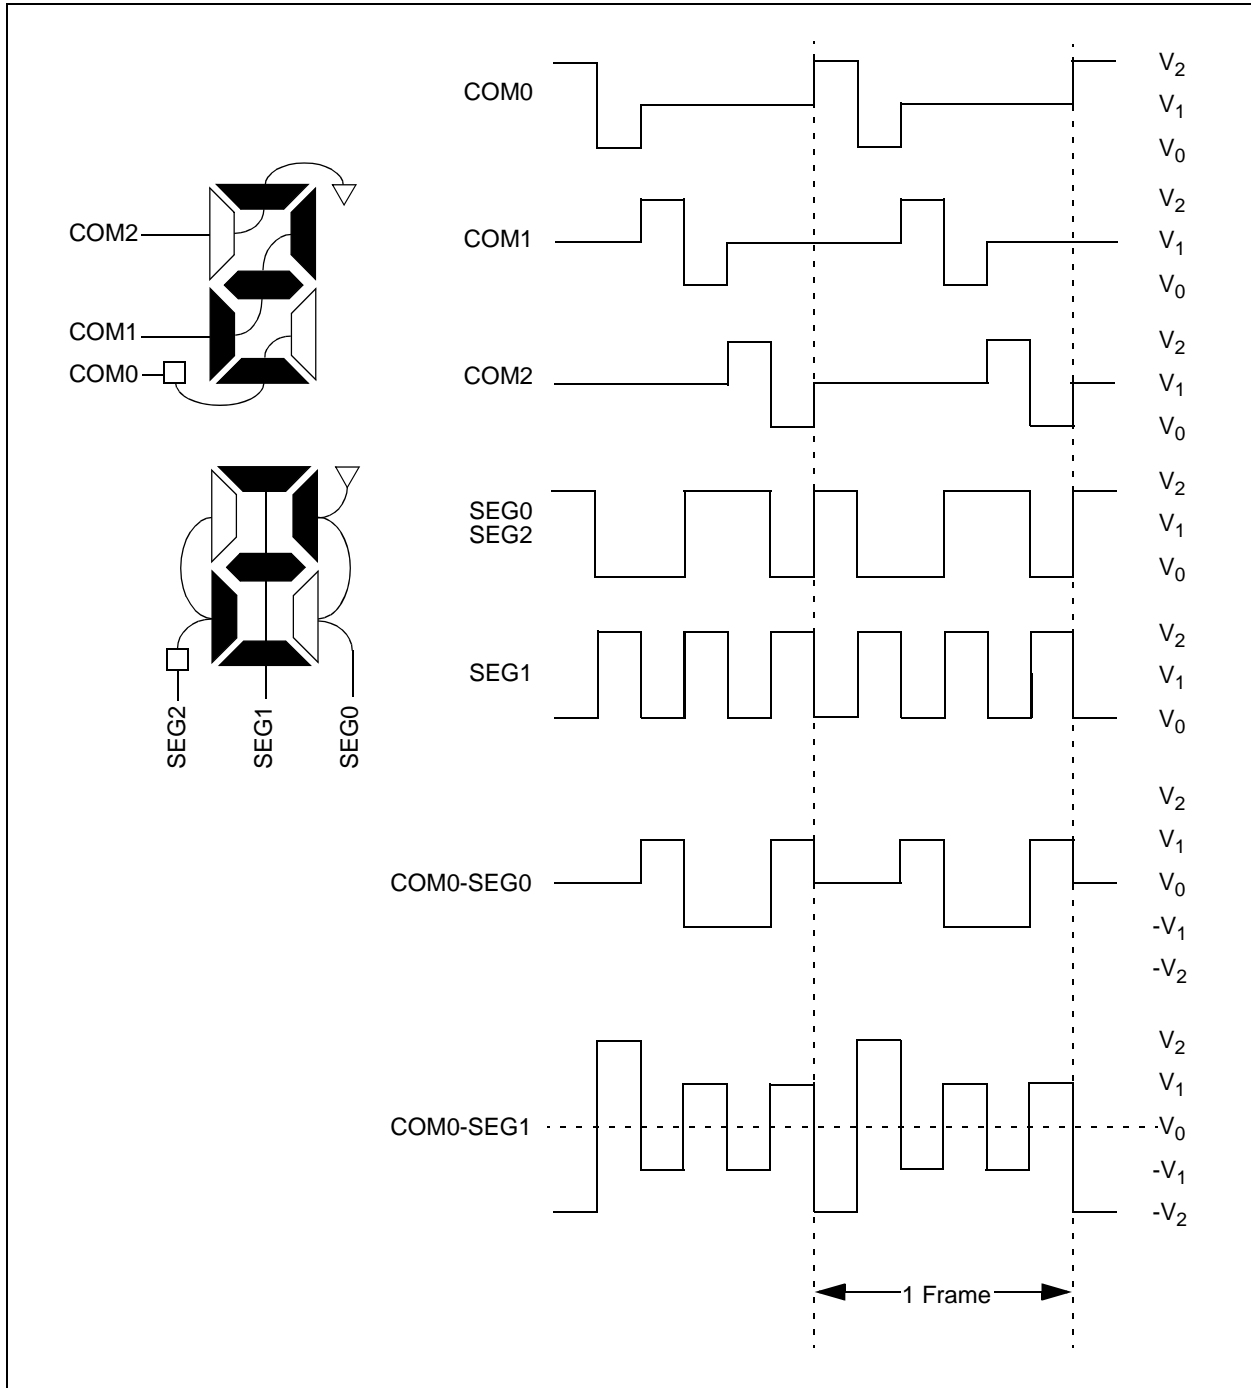 COM2
COM1
COM0
SEG2
SEG1
SEG0
COM0
V2
V1
V0
COM1
V2
V1
V0
COM2
V2
V1
V0
SEG0
SEG2
V2
V1
V0
SEG1
V2
V1
V0
COM0-SEG0
V2
V1
V0
-V1
-V2
COM0-SEG1
V2
V1
V0
-V1
-V2
1 Frame